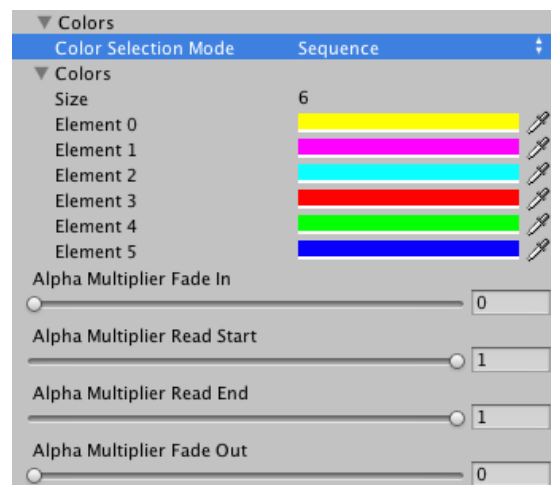 Colors
Color Selection Mode Sequence
Colors
Size 6
Element 0
Element 1
Element 2
Element 3
Element 4
Element 5
Alpha Multiplier Fade In
0
Alpha Multiplier Read Start
1
Alpha Multiplier Read End
1
Alpha Multiplier Fade Out
0